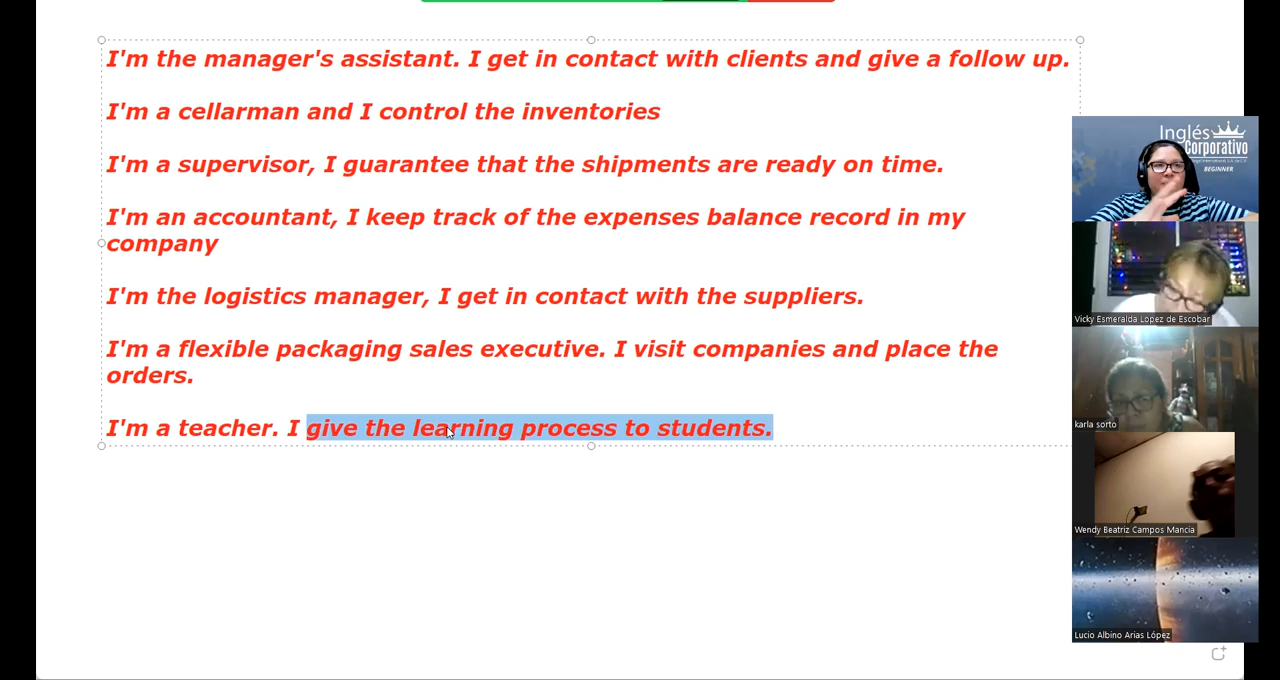 I'm the manager's assistant. I get in contact with clients and give a follow up.
I'm a cellarman and I control the inventories
I'm a supervisor, I guarantee that the shipments are ready on time.
I'm an accountant, I keep track of the expenses balance record in my
company
I'm the logistics manager, I get in contact with the suppliers.
I'm a flexible packaging sales executive. I visit companies and place the
orders.
I'm a teacher. I give the learning process to students.
Inglés
Corporativo
BEGINNER
Vicky Esmeralda Lopez de Escobar
karla sorto
Wendy Beatriz Campos Mancia
Lucio Albino Arias López